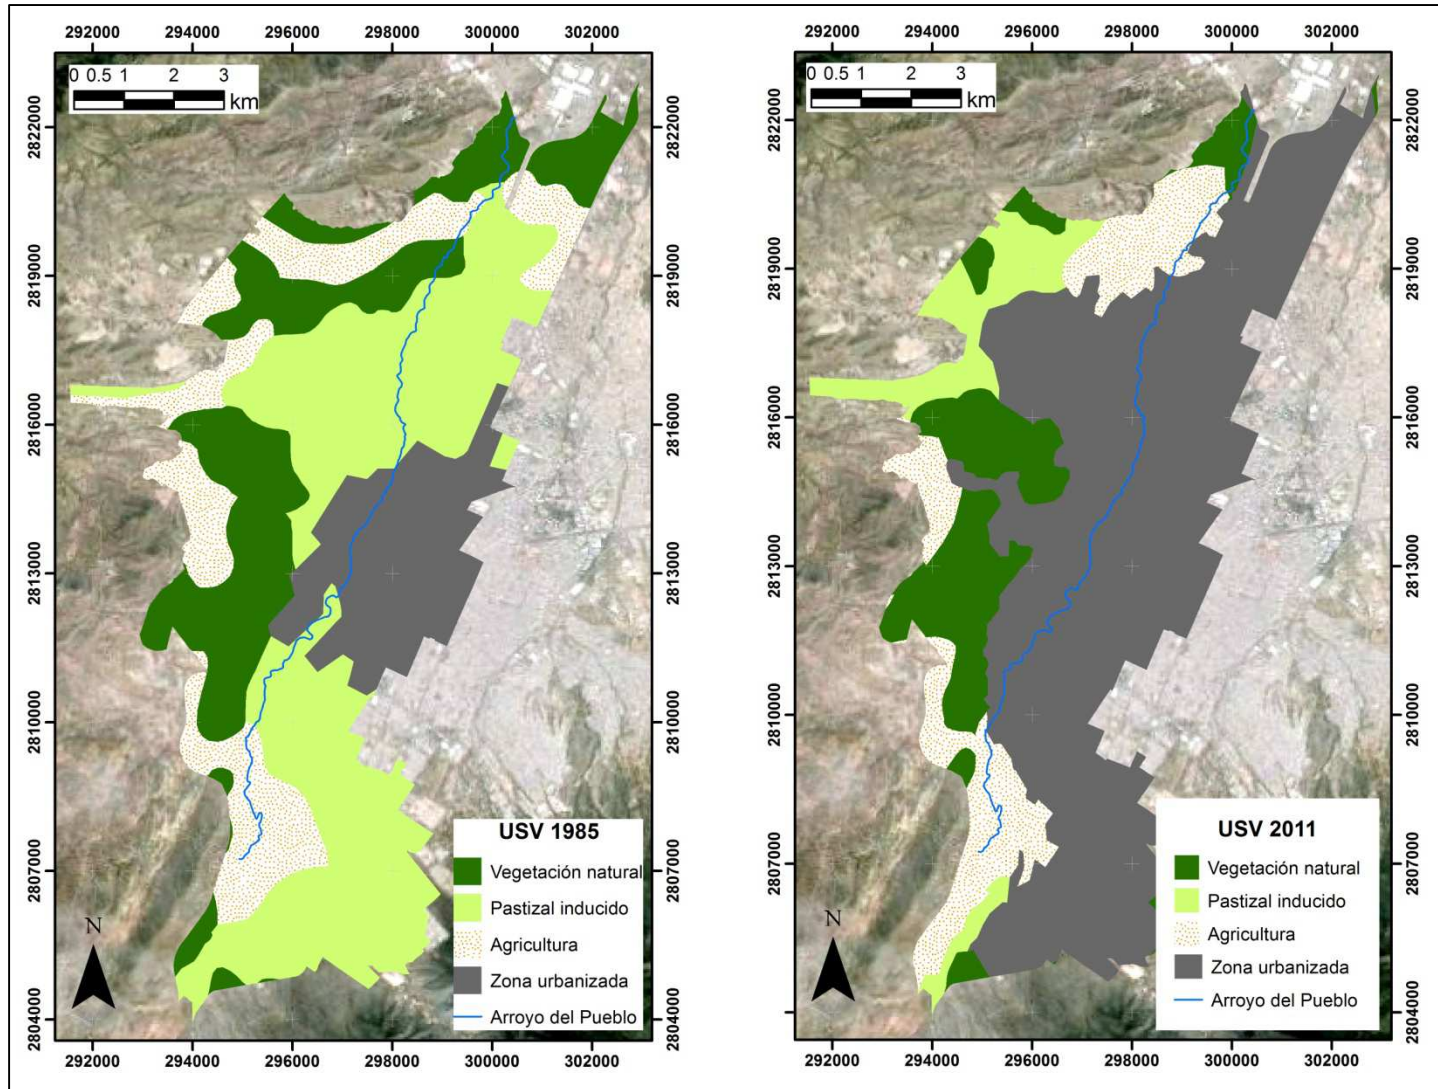 292000 294000 296000 298000 300000 302000
0 0.5 1 2 3
km
2822000 2822000
2819000 2819000
2816000 2816000
2813000 2813000
2810000 2810000
2807000 2807000
2804000 2804000
USV 1985
Vegetación natural
Pastizal inducido
Agricultura
Zona urbanizada
Arroyo del Pueblo
N
292000 294000 296000 298000 300000 302000
292000 294000 296000 298000 300000 302000
0 0.5 1 2 3
km
2822000 2822000
2819000 2819000
2816000 2816000
2813000 2813000
2810000 2810000
2807000 2807000
2804000 2804000
USV 2011
Vegetación natural
Pastizal inducido
Agricultura
Zona urbanizada
Arroyo del Pueblo
N
292000 294000 296000 298000 300000 302000